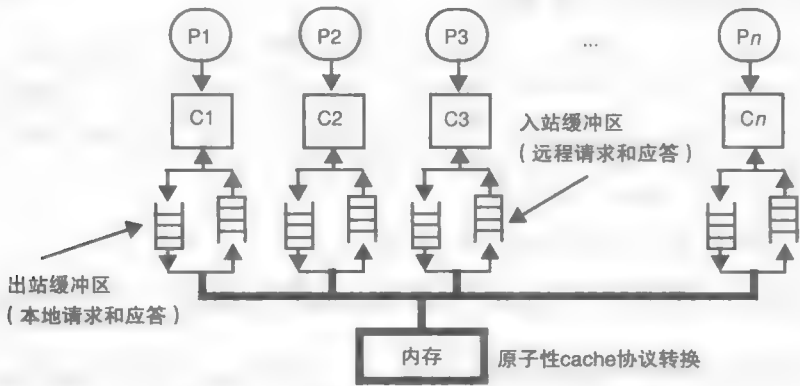 P1
P2
P3
...
Pn
C1
C2
C3
Cn
入站缓冲区
（远程请求和应答）
出站缓冲区
（本地请求和应答）
内存
原子性cache协议转换